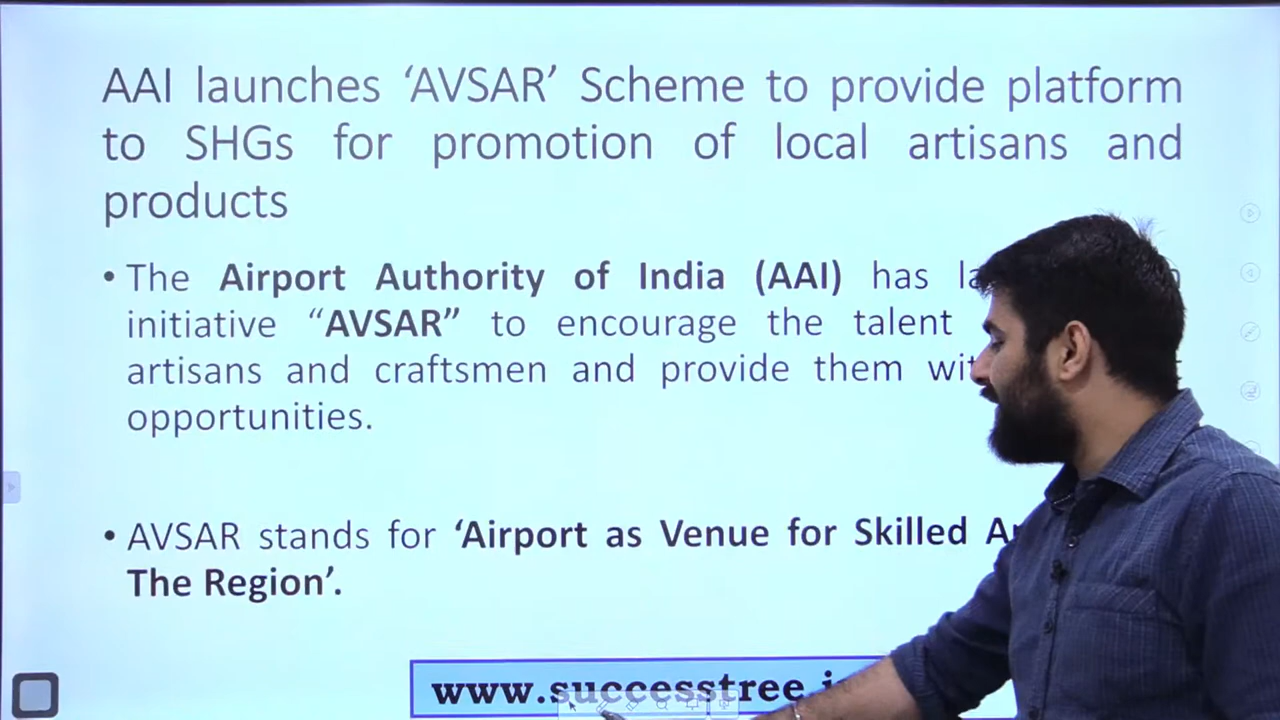 AAI launches ‘AVSAR’ Scheme to provide platform
to SHGs for promotion of local artisans and
products
• The Airport Authority of India (AAI) has
initiative “AVSAR” to encourage the talent
artisans and craftsmen and provide them
opportunities.
• AVSAR stands for ‘Airport as Venue for Skilled
The Region’.
www.successtree.